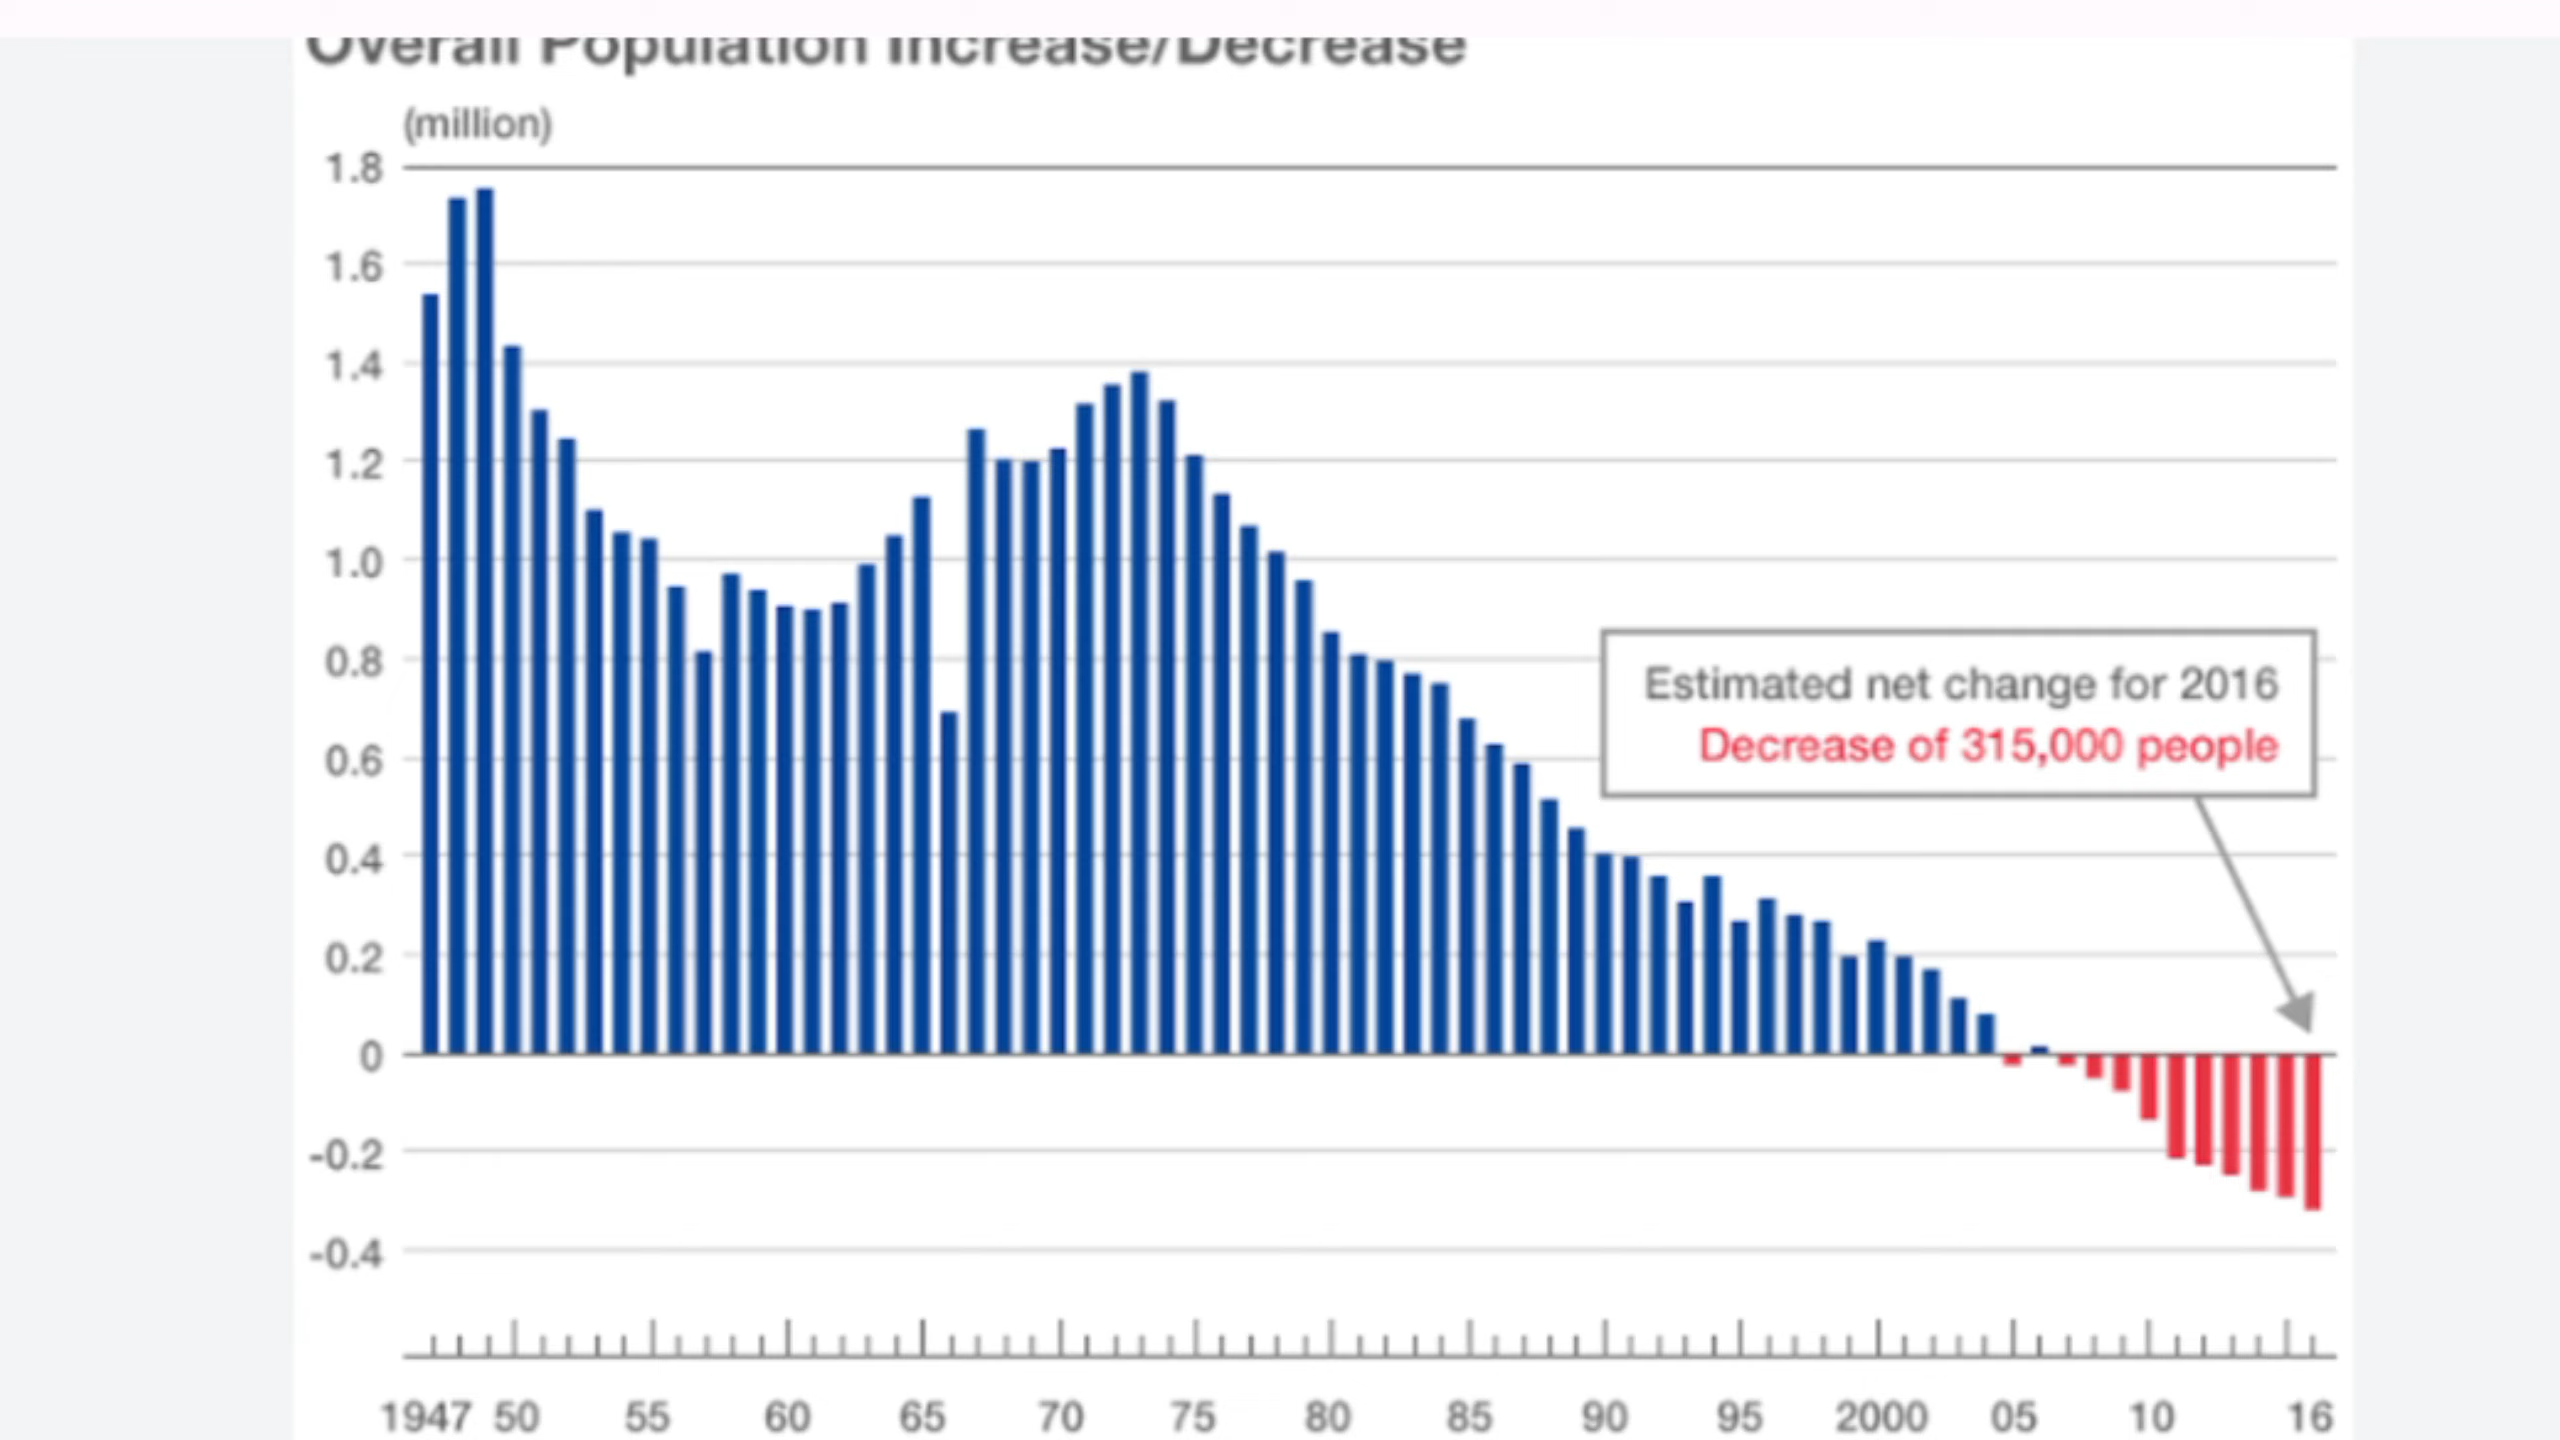 Overall Population Increase/Decrease
(million)
1.8
1.6
1.4
1.2
1.0
0.8
0.6
0.4
0.2
0
-0.2
-0.4
Estimated net change for 2016
Decrease of 315,000 people
1947 50 55 60 65 70 75 80 85 90 95 2000 05 10 16